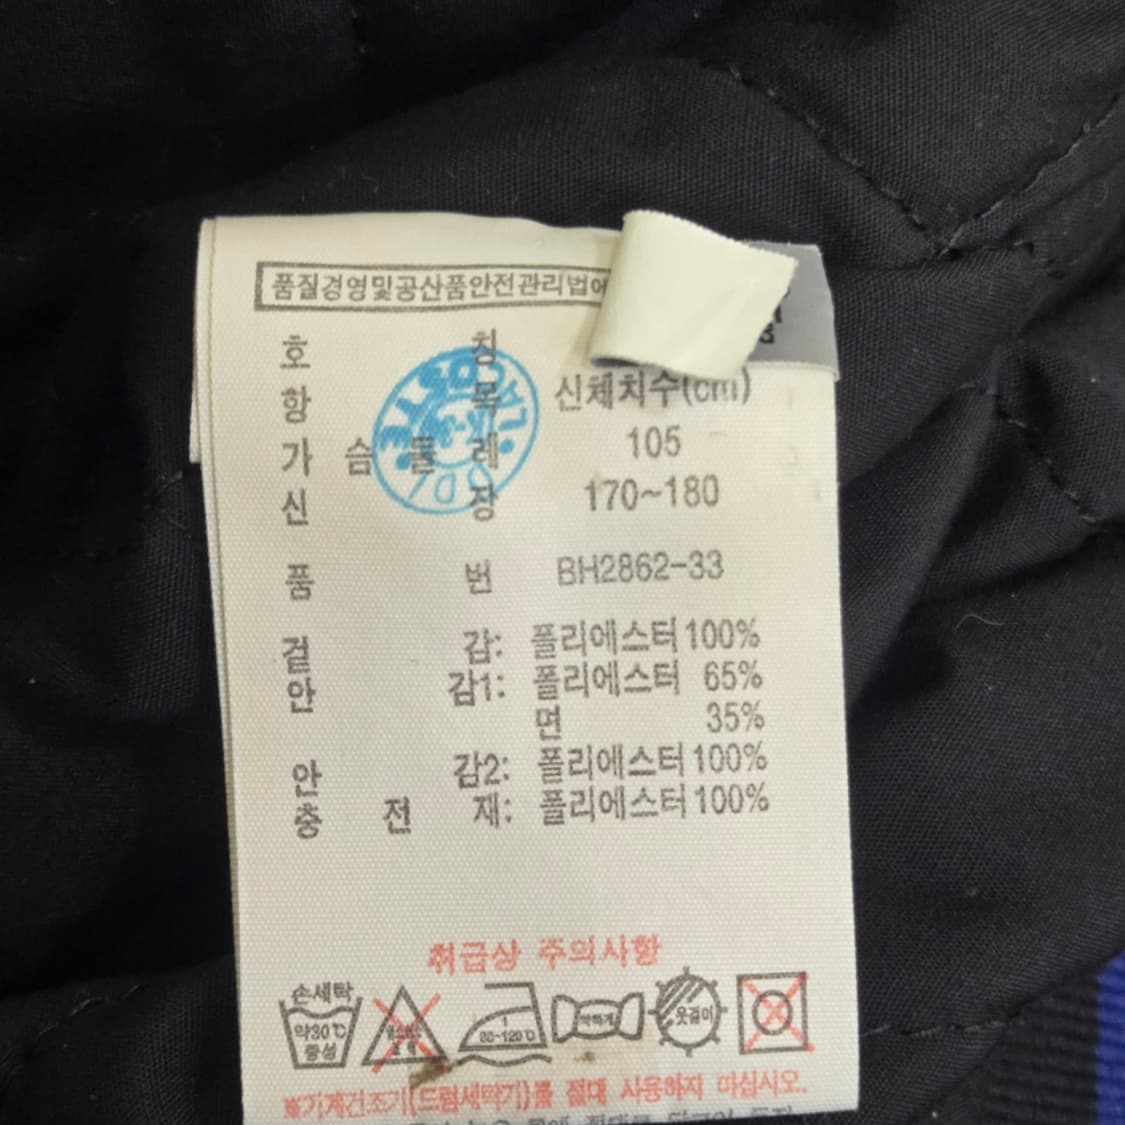 품질경영및공산품안전관리법에
호 칭
항 목 신체치수(cm)
가 슴 둘 레 105
신 장 170~180
품 번 BH2862-33
겉 감: 폴리에스터 100%
안 감1: 폴리에스터 65%
면 35%
안 감2: 폴리에스터 100%
충 전 재: 폴리에스터 100%
LACOSTE
취급상 주의사항
손세탁
약30℃
중성
80~120℃
약하게
옷걸이
※기계건조기(드럼세탁기)를 절대 사용하지 마십시오.